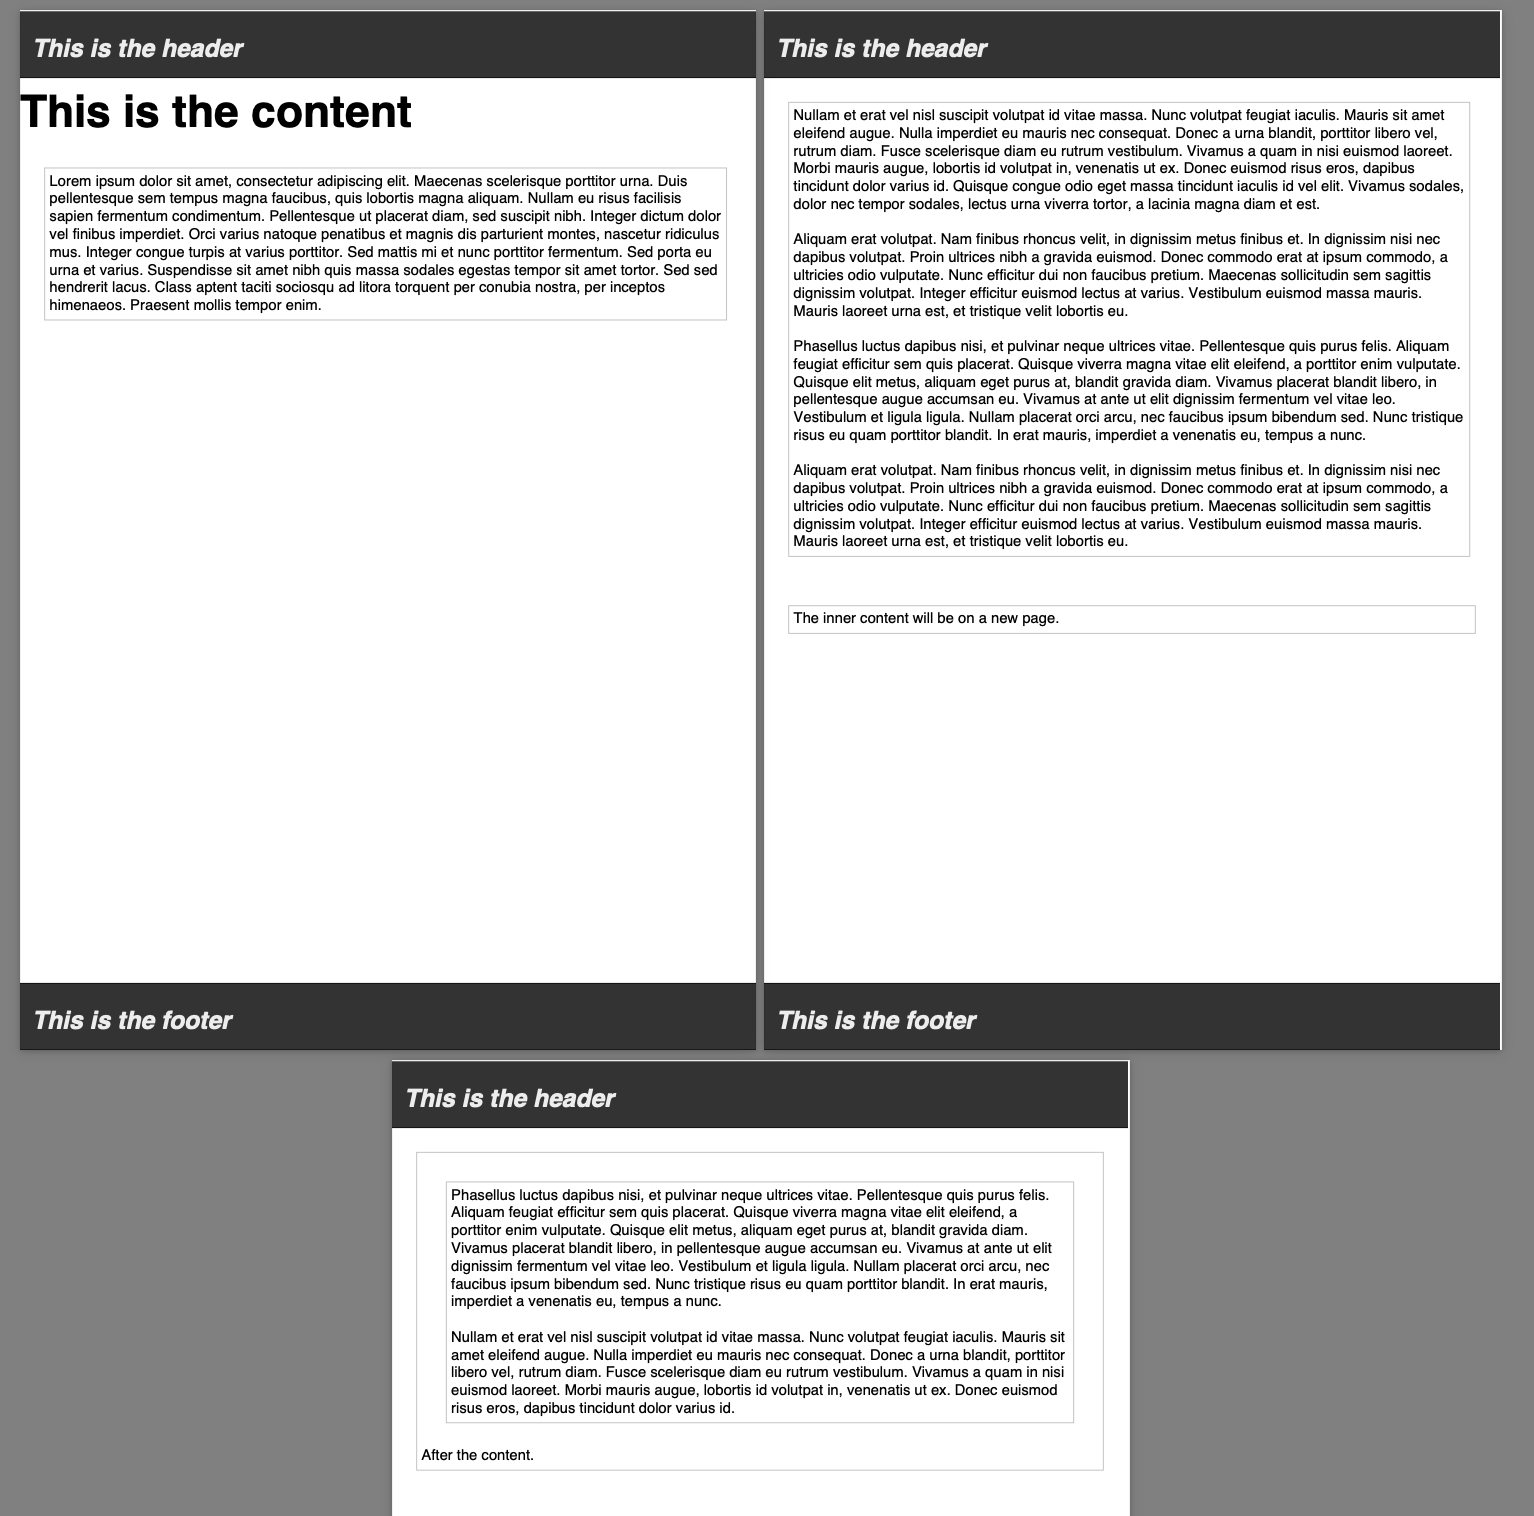 This is the header
This is the content
Lorem ipsum dolor sit amet, consectetur adipiscing elit. Maecenas scelerisque porttitor urna. Duis
pellentesque sem tempus magna faucibus, quis lobortis magna aliquam. Nullam eu risus facilisis
sapien fermentum condimentum. Pellentesque ut placerat diam, sed suscipit nibh. Integer dictum dolor
vel finibus imperdiet. Orci varius natoque penatibus et magnis dis parturient montes, nascetur ridiculus
mus. Integer congue turpis at varius porttitor. Sed mattis mi et nunc porttitor fermentum. Sed porta eu
urna et varius. Suspendisse sit amet nibh quis massa sodales egestas tempor sit amet tortor. Sed sed
hendrerit lacus. Class aptent taciti sociosqu ad litora torquent per conubia nostra, per inceptos
himenaeos. Praesent mollis tempor enim.
This is the footer
This is the header
Nullam et erat vel nisl suscipit volutpat id vitae massa. Nunc volutpat feugiat iaculis. Mauris sit amet
eleifend augue. Nulla imperdiet eu mauris nec consequat. Donec a urna blandit, porttitor libero vel,
rutrum diam. Fusce scelerisque diam eu rutrum vestibulum. Vivamus a quam in nisi euismod laoreet.
Morbi mauris augue, lobortis id volutpat in, venenatis ut ex. Donec euismod risus eros, dapibus
tincidunt dolor varius id. Quisque congue odio eget massa tincidunt iaculis id vel elit. Vivamus sodales,
dolor nec tempor sodales, lectus urna viverra tortor, a lacinia magna diam et est.
Aliquam erat volutpat. Nam finibus rhoncus velit, in dignissim metus finibus et. In dignissim nisi nec
dapibus volutpat. Proin ultrices nibh a gravida euismod. Donec commodo erat at ipsum commodo, a
ultricies odio vulputate. Nunc efficitur dui non faucibus pretium. Maecenas sollicitudin sem sagittis
dignissim volutpat. Integer efficitur euismod lectus at varius. Vestibulum euismod massa mauris.
Mauris laoreet urna est, et tristique velit lobortis eu.
Phasellus luctus dapibus nisi, et pulvinar neque ultrices vitae. Pellentesque quis purus felis. Aliquam
feugiat efficitur sem quis placerat. Quisque viverra magna vitae elit eleifend, a porttitor enim vulputate.
Quisque elit metus, aliquam eget purus at, blandit gravida diam. Vivamus placerat blandit libero, in
pellentesque augue accumsan eu. Vivamus at ante ut elit dignissim fermentum vel vitae leo.
Vestibulum et ligula ligula. Nullam placerat orci arcu, nec faucibus ipsum bibendum sed. Nunc tristique
risus eu quam porttitor blandit. In erat mauris, imperdiet a venenatis eu, tempus a nunc.
Aliquam erat volutpat. Nam finibus rhoncus velit, in dignissim metus finibus et. In dignissim nisi nec
dapibus volutpat. Proin ultrices nibh a gravida euismod. Donec commodo erat at ipsum commodo, a
ultricies odio vulputate. Nunc efficitur dui non faucibus pretium. Maecenas sollicitudin sem sagittis
dignissim volutpat. Integer efficitur euismod lectus at varius. Vestibulum euismod massa mauris.
Mauris laoreet urna est, et tristique velit lobortis eu.
The inner content will be on a new page.
This is the footer
This is the header
Phasellus luctus dapibus nisi, et pulvinar neque ultrices vitae. Pellentesque quis purus felis.
Aliquam feugiat efficitur sem quis placerat. Quisque viverra magna vitae elit eleifend, a
porttitor enim vulputate. Quisque elit metus, aliquam eget purus at, blandit gravida diam.
Vivamus placerat blandit libero, in pellentesque augue accumsan eu. Vivamus at ante ut elit
dignissim fermentum vel vitae leo. Vestibulum et ligula ligula. Nullam placerat orci arcu, nec
faucibus ipsum bibendum sed. Nunc tristique risus eu quam porttitor blandit. In erat mauris,
imperdiet a venenatis eu, tempus a nunc.
Nullam et erat vel nisl suscipit volutpat id vitae massa. Nunc volutpat feugiat iaculis. Mauris sit
amet eleifend augue. Nulla imperdiet eu mauris nec consequat. Donec a urna blandit, porttitor
libero vel, rutrum diam. Fusce scelerisque diam eu rutrum vestibulum. Vivamus a quam in nisi
euismod laoreet. Morbi mauris augue, lobortis id volutpat in, venenatis ut ex. Donec euismod
risus eros, dapibus tincidunt dolor varius id.
After the content.